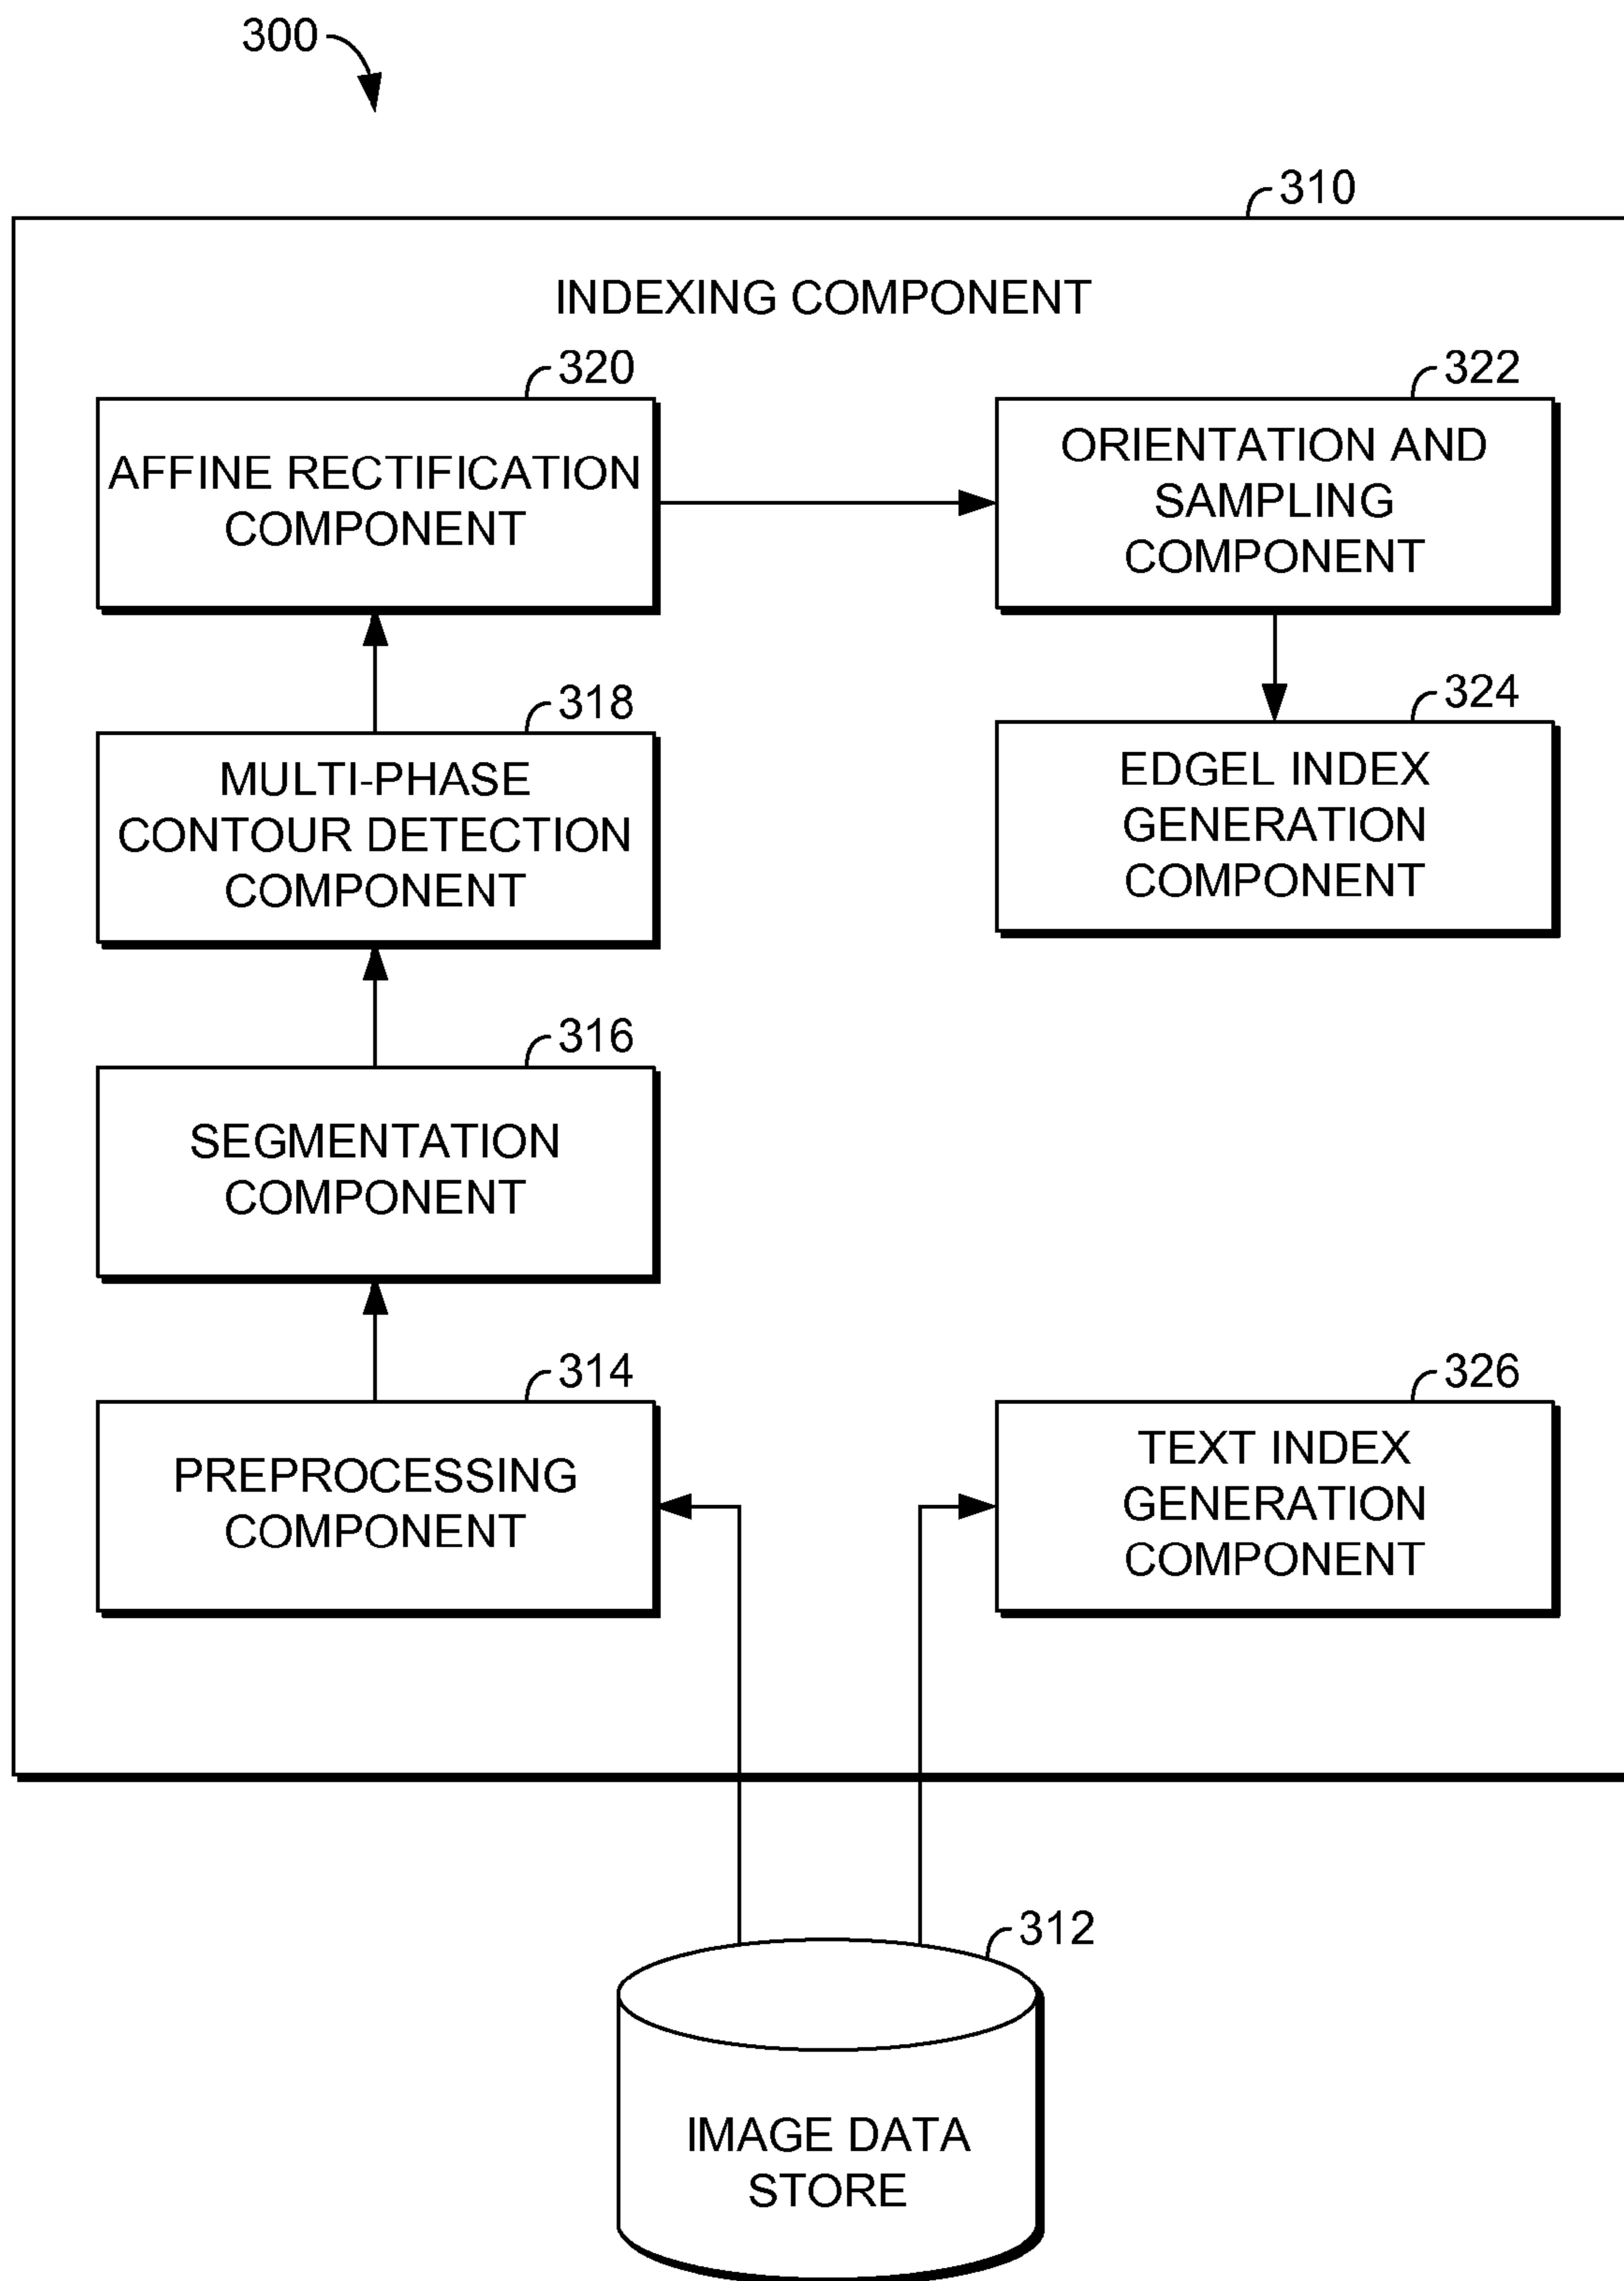 300
310
INDEXING COMPONENT
320
AFFINE RECTIFICATION
COMPONENT
322
ORIENTATION AND
SAMPLING
COMPONENT
318
MULTI-PHASE
CONTOUR DETECTION
COMPONENT
324
EDGEL INDEX
GENERATION
COMPONENT
316
SEGMENTATION
COMPONENT
314
PREPROCESSING
COMPONENT
326
TEXT INDEX
GENERATION
COMPONENT
312
IMAGE DATA
STORE